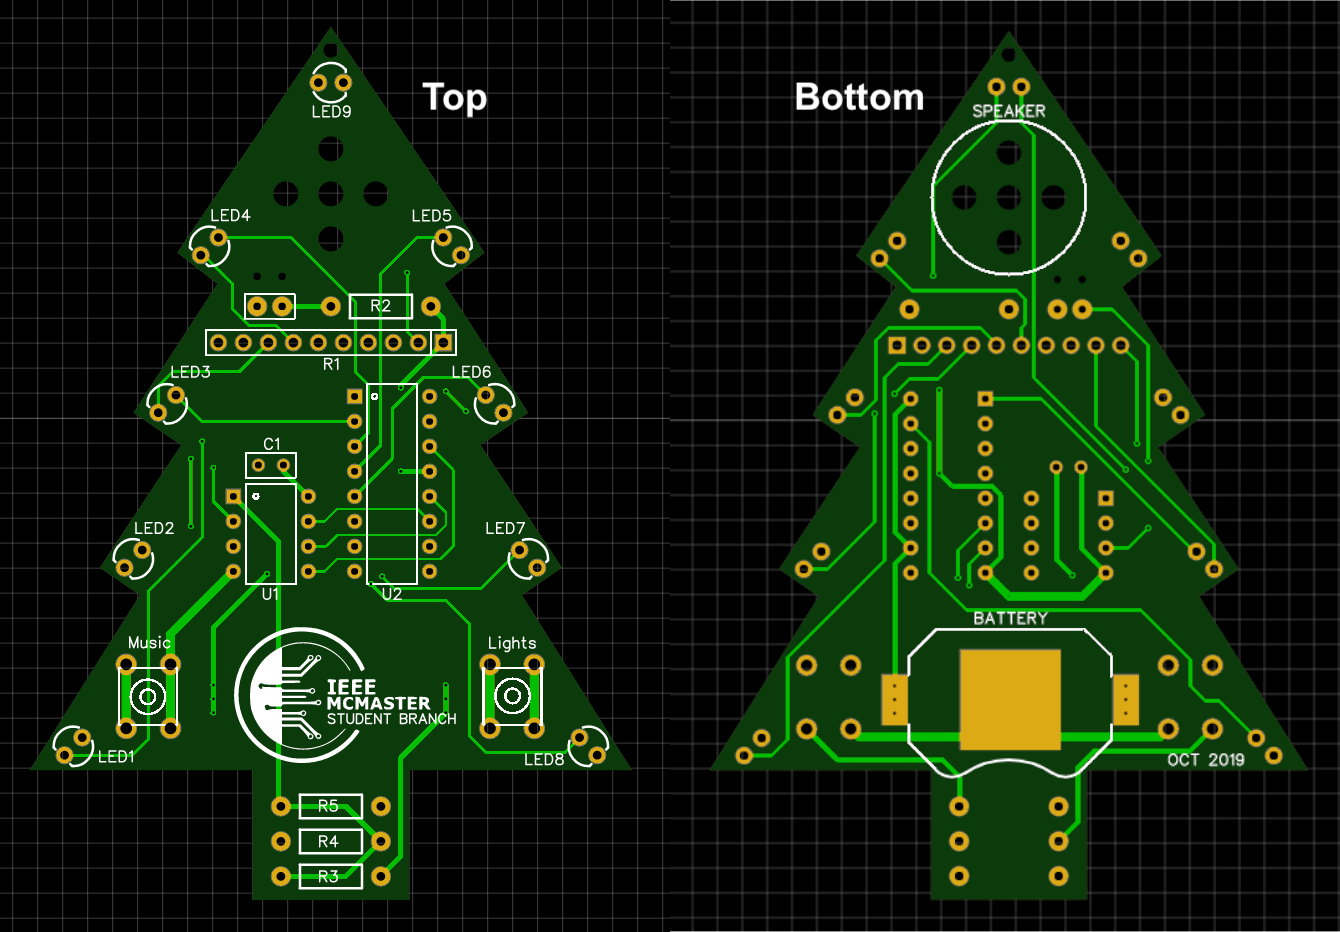 Top
LED9
LED4
LED5
R2
R1
LED3
LED6
C1
LED2
LED7
U1
U2
Music
Lights
IEEE
MCMASTER
STUDENT BRANCH
LED1
LED8
R5
R4
R3
Bottom
SPEAKER
BATTERY
OCT 2019